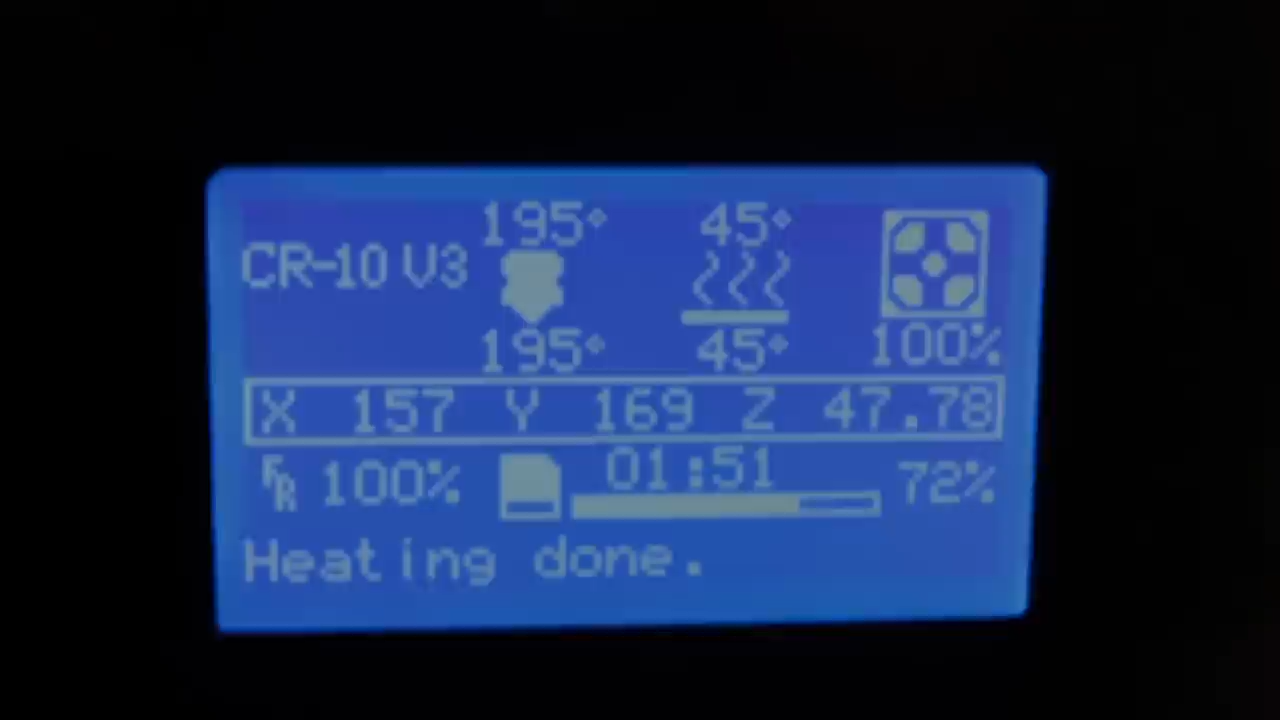 195° 45°
CR-10 V3
195° 45° 100%
X 157 Y 169 Z 47.78
FR 100% 01:51 72%
Heating done.